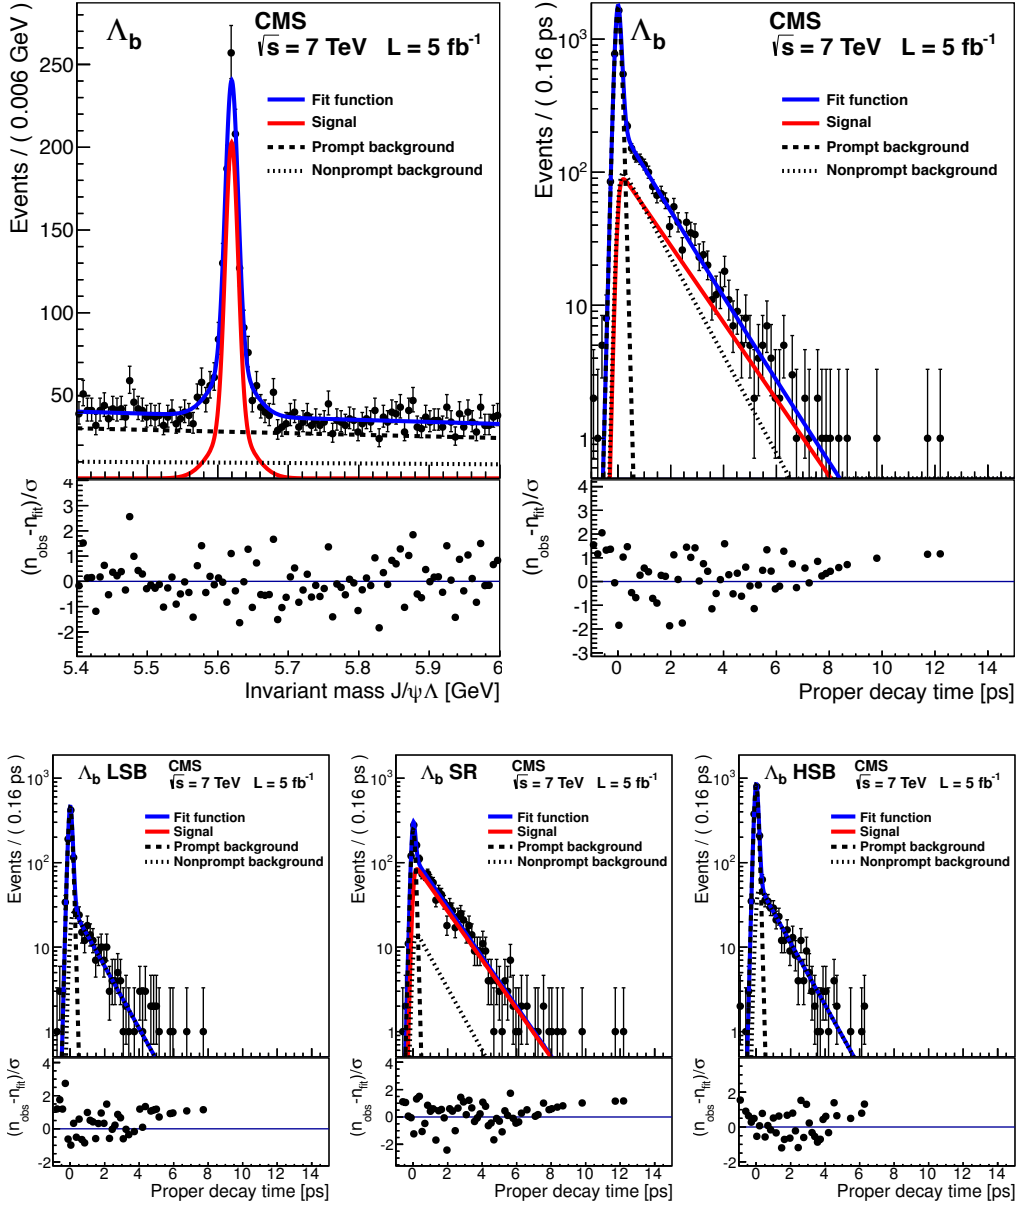 Λb CMS
√s = 7 TeV L = 5 fb-1
Fit function
Signal
Prompt background
Nonprompt background
Events / ( 0.006 GeV )
250
200
150
100
50
(nobs-nfit)/σ
4
3
2
1
0
-1
-2
5.4 5.5 5.6 5.7 5.8 5.9 6
Invariant mass J/ψΛ [GeV]
Λb CMS
√s = 7 TeV L = 5 fb-1
Fit function
Signal
Prompt background
Nonprompt background
Events / ( 0.16 ps )
103
102
10
1
(nobs-nfit)/σ
4
3
2
1
0
-1
-2
-3
0 2 4 6 8 10 12 14
Proper decay time [ps]
Λb LSB CMS
√s = 7 TeV L = 5 fb-1
Fit function
Signal
Prompt background
Nonprompt background
Events / ( 0.16 ps )
103
102
10
1
(nobs-nfit)/σ
4
2
0
-2
0 2 4 6 8 10 12 14
Proper decay time [ps]
Λb SR CMS
√s = 7 TeV L = 5 fb-1
Fit function
Signal
Prompt background
Nonprompt background
Events / ( 0.16 ps )
103
102
10
1
(nobs-nfit)/σ
4
2
0
-2
0 2 4 6 8 10 12 14
Proper decay time [ps]
Λb HSB CMS
√s = 7 TeV L = 5 fb-1
Fit function
Signal
Prompt background
Nonprompt background
Events / ( 0.16 ps )
103
102
10
1
(nobs-nfit)/σ
4
2
0
-2
0 2 4 6 8 10 12 14
Proper decay time [ps]